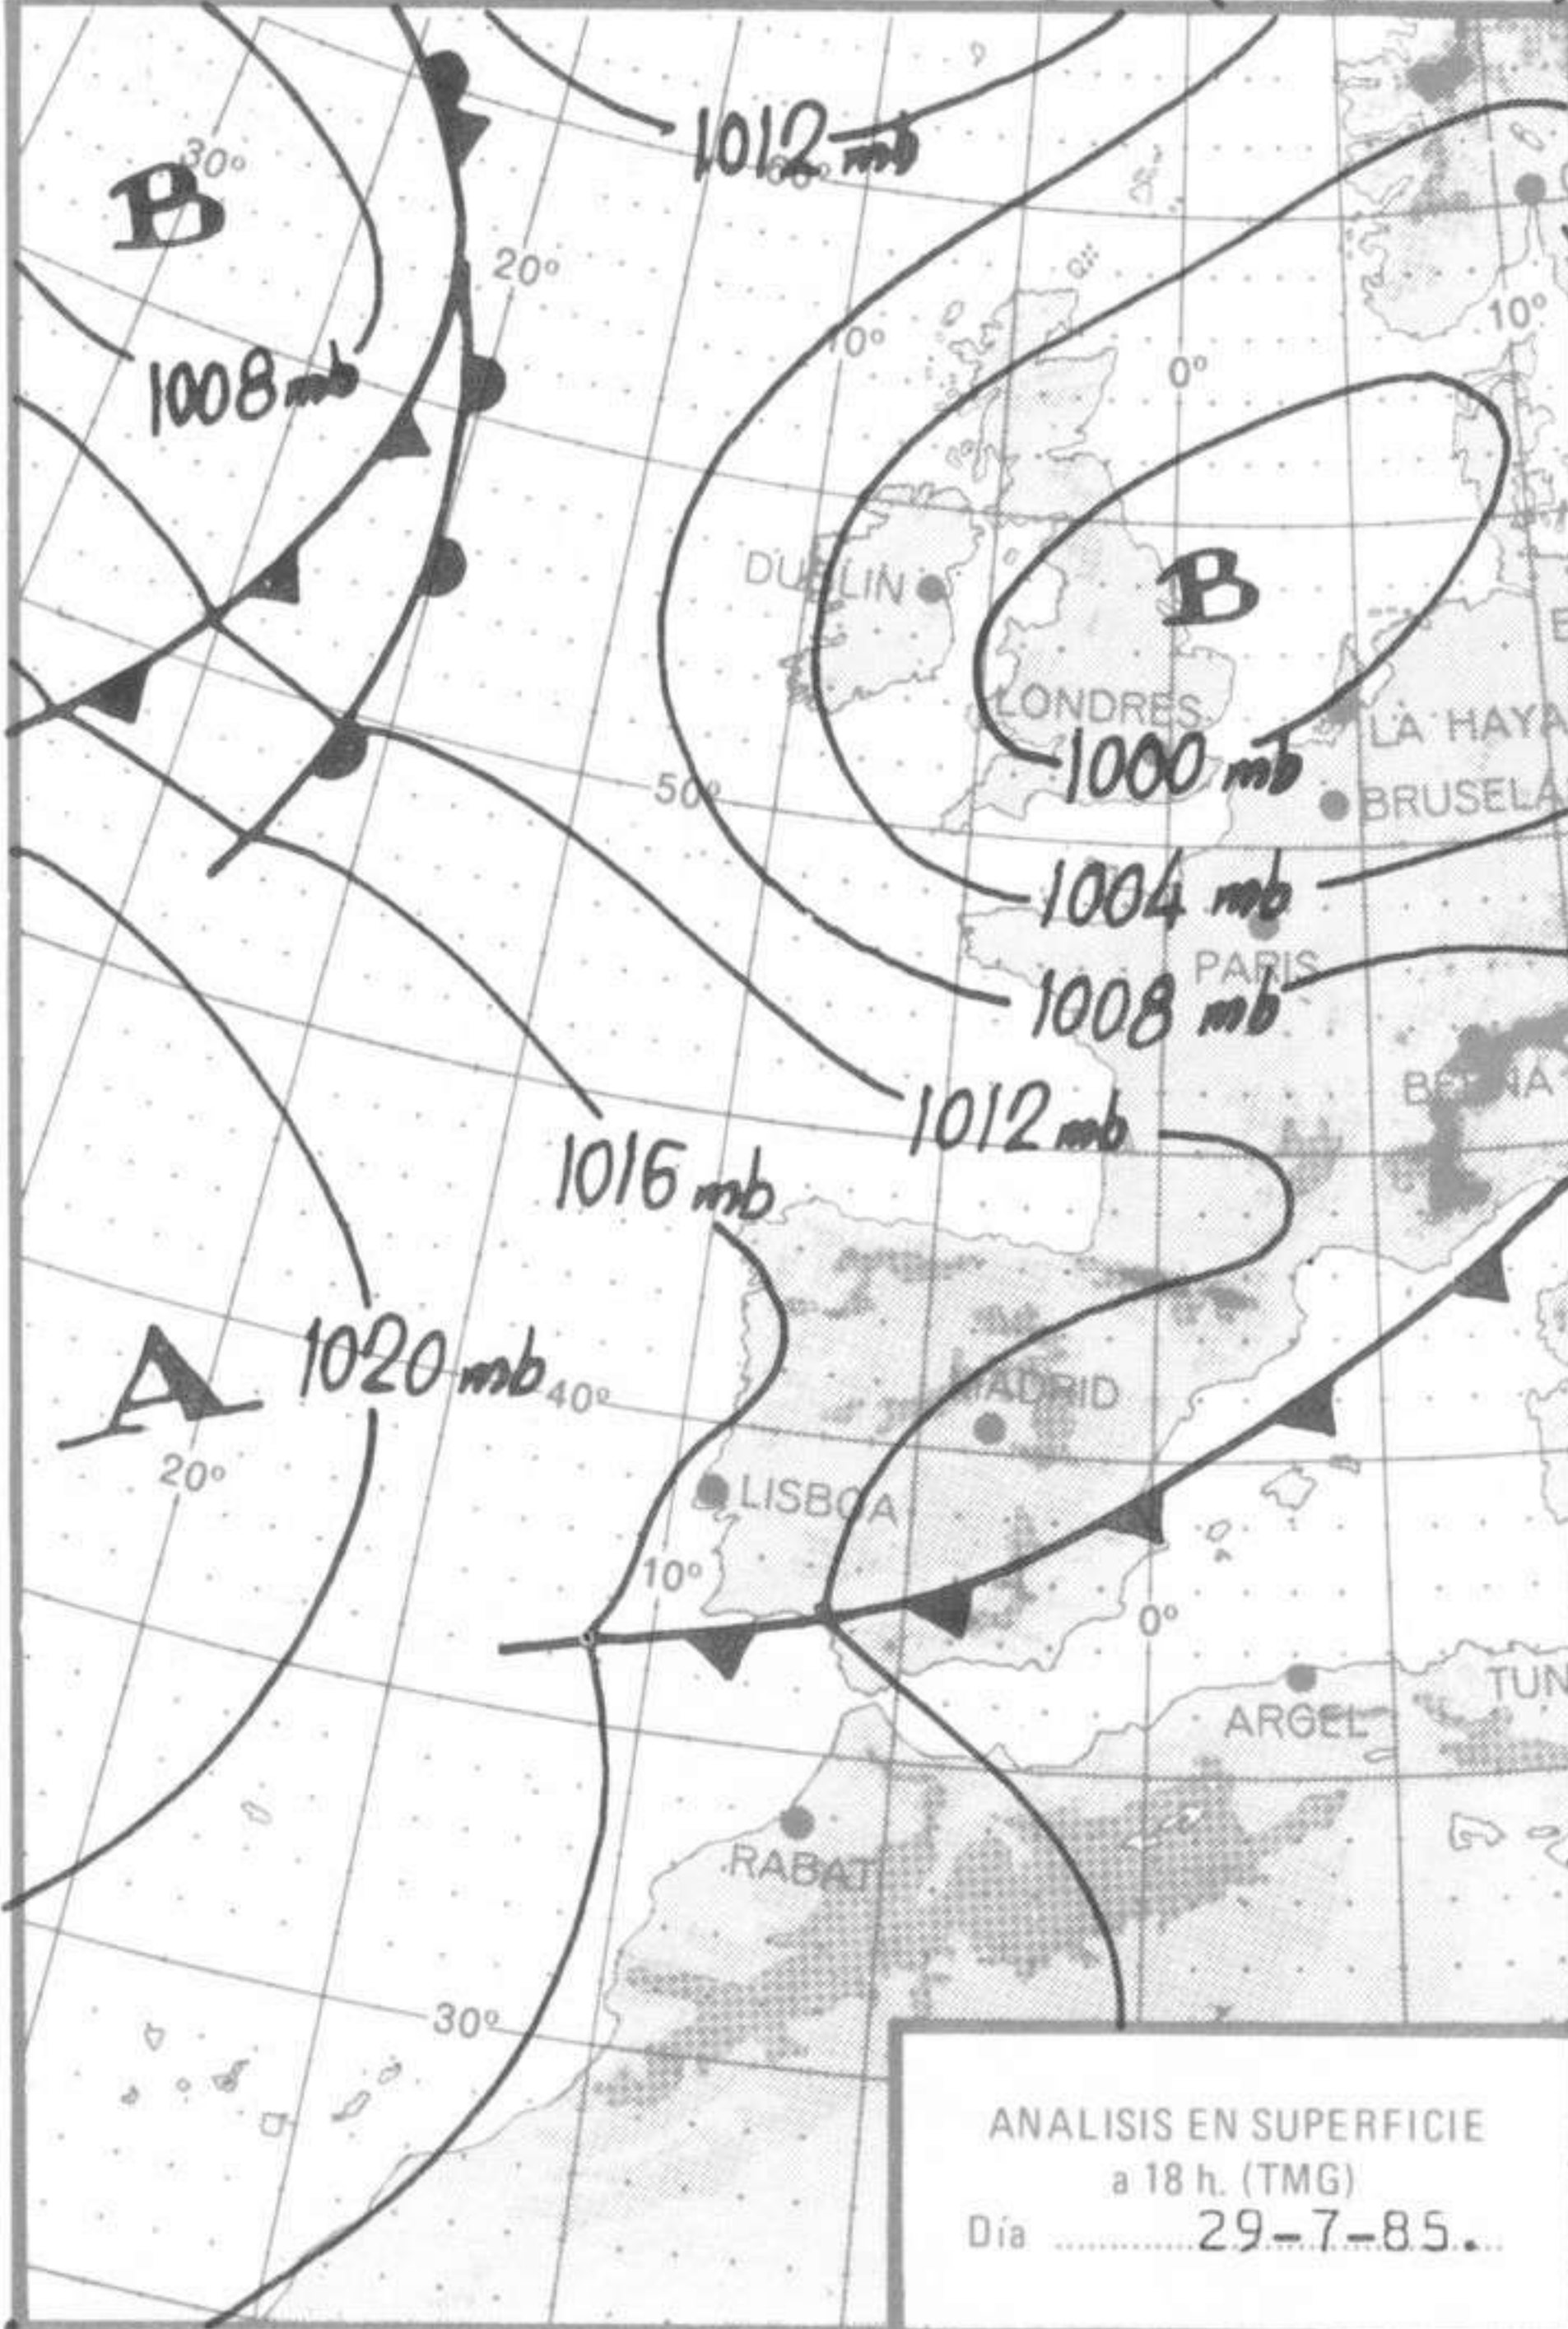 1012 mb
60°
30°
B
20°
10°
10°
0°
1008 mb
B
DUBLIN
LONDRES
LA HAYA
1000 mb
50°
BRUSELA
1004 mb
PARIS
1008 mb
BERNA
1012 mb
1016 mb
A
1020 mb
40°
MADRID
20°
LISBOA
10°
0°
TUN
ARGEL
RABAT
30°
ANALISIS EN SUPERFICIE
a 18 h. (TMG)
Día 29-7-85.